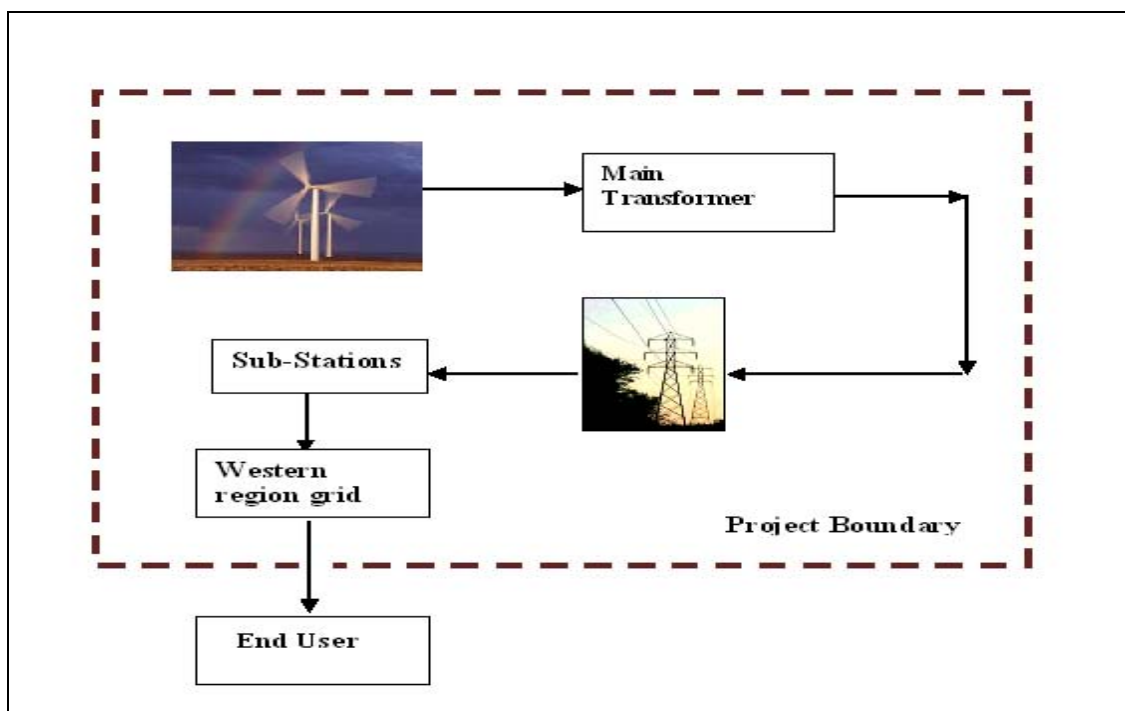 Main
Transformer
Sub-Stations
Western
region grid
Project Boundary
End User